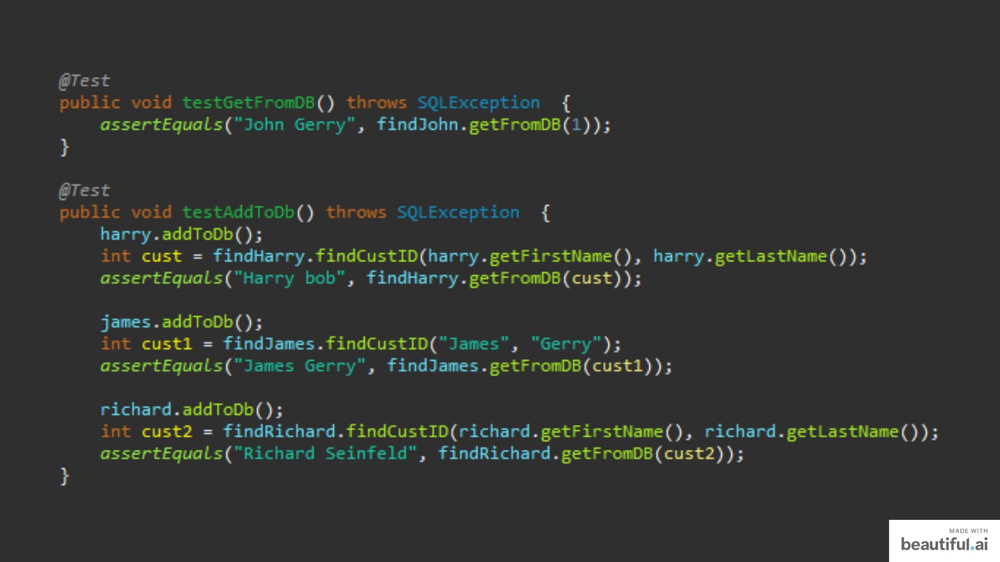 @Test
public void testGetFromDB() throws SQLException  {
    assertEquals("John Gerry", findJohn.getFromDB(1));
}

@Test
public void testAddToDb() throws SQLException  {
    harry.addToDb();
    int cust = findHarry.findCustID(harry.getFirstName(), harry.getLastName());
    assertEquals("Harry bob", findHarry.getFromDB(cust));

    james.addToDb();
    int cust1 = findJames.findCustID("James", "Gerry");
    assertEquals("James Gerry", findJames.getFromDB(cust1));

    richard.addToDb();
    int cust2 = findRichard.findCustID(richard.getFirstName(), richard.getLastName());
    assertEquals("Richard Seinfeld", findRichard.getFromDB(cust2));
}
MADE WITH
beautiful.ai